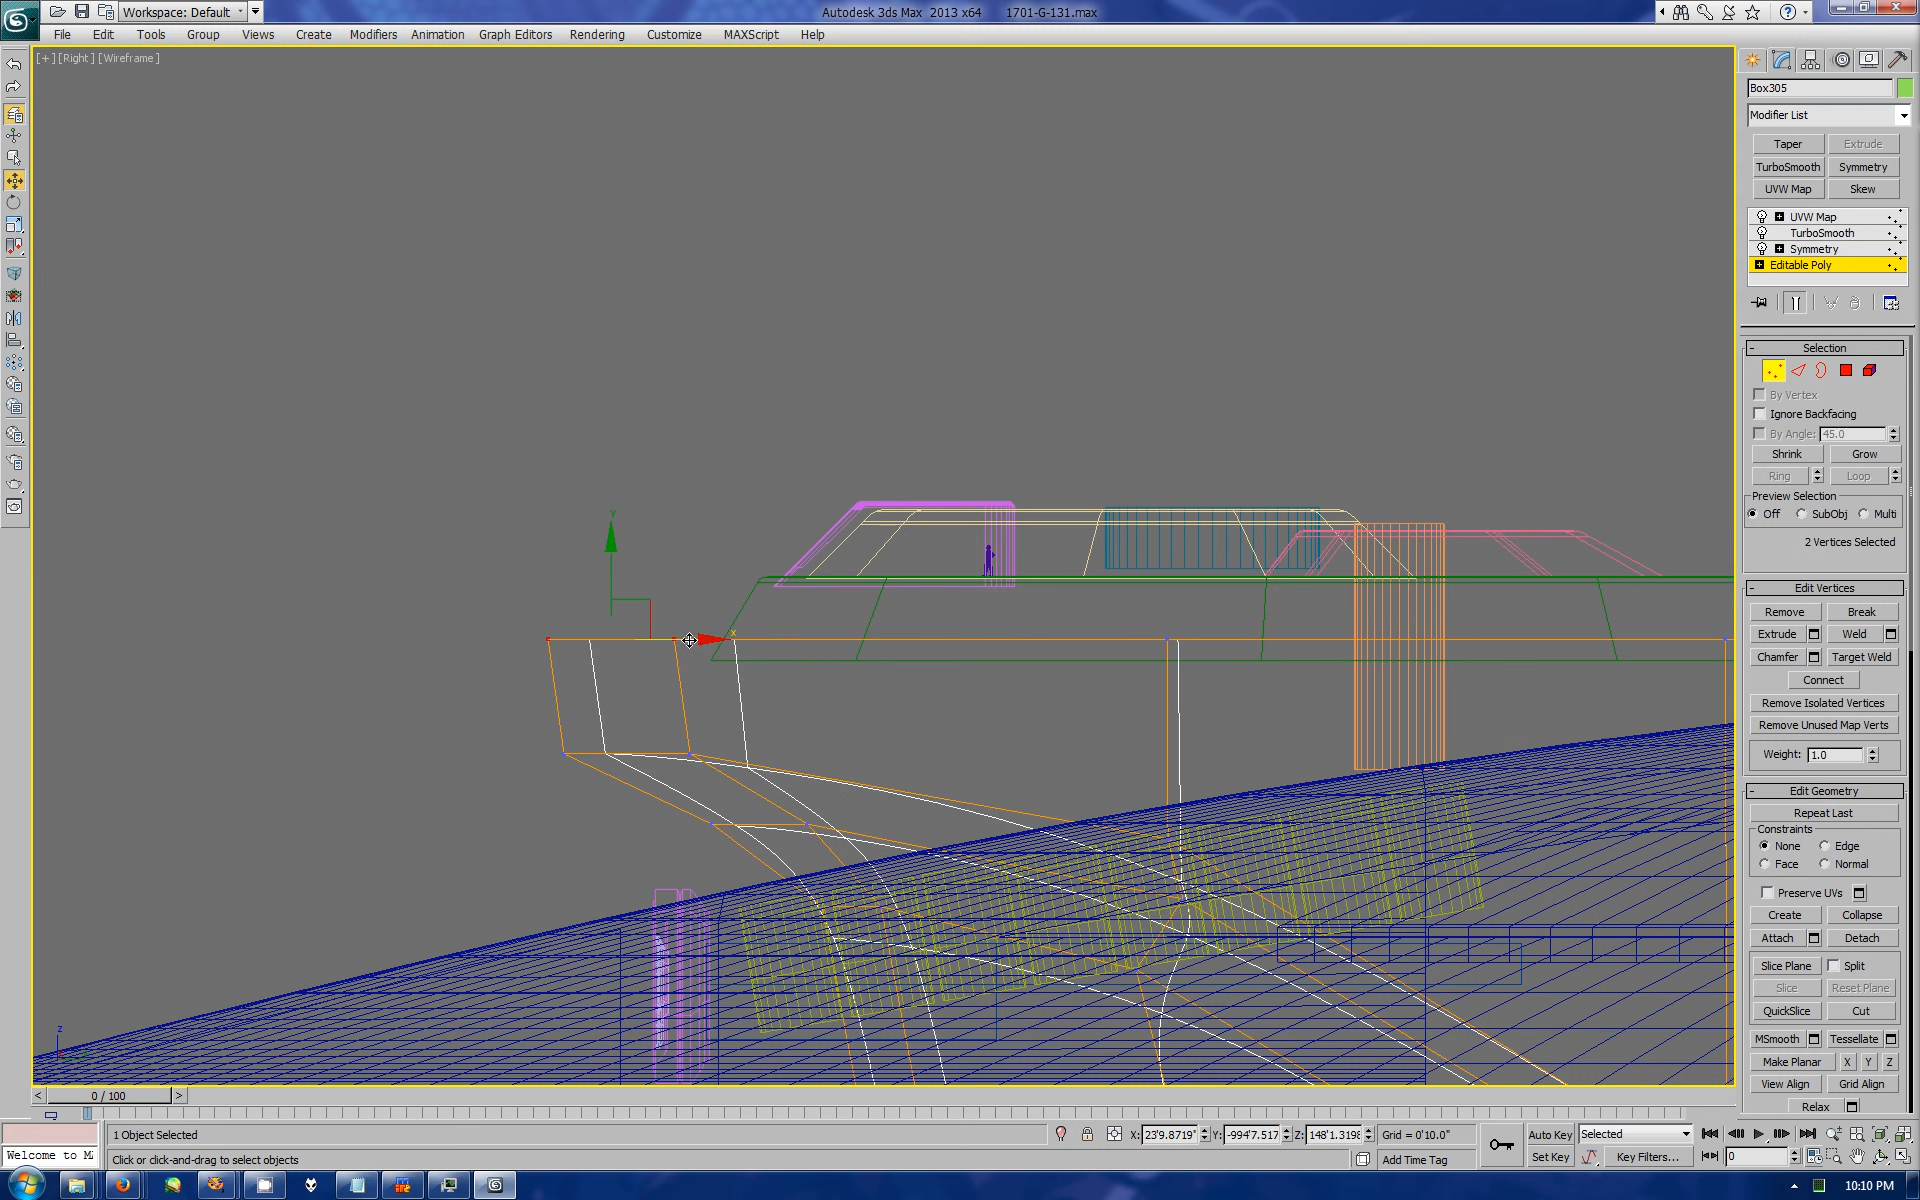 Workspace: Default
Autodesk 3ds Max 2013 x64 1701-G-131.max
File Edit Tools Group Views Create Modifiers Animation Graph Editors Rendering Customize MAXScript Help
[+] [Right] [Wireframe]
Box305
Modifier List
Taper Extrude
TurboSmooth Symmetry
UVW Map Skew
UVW Map
TurboSmooth
Symmetry
Editable Poly
- Selection
By Vertex
Ignore Backfacing
By Angle: 45.0
Shrink Grow
Ring Loop
Preview Selection
Off SubObj Multi
2 Vertices Selected
- Edit Vertices
Remove Break
Extrude Weld
Chamfer Target Weld
Connect
Remove Isolated Vertices
Remove Unused Map Verts
Weight: 1.0
- Edit Geometry
Repeat Last
Constraints
None Edge
Face Normal
Preserve UVs
Create Collapse
Attach Detach
Slice Plane Split
Slice Reset Plane
QuickSlice Cut
MSmooth Tessellate
Make Planar X Y Z
View Align Grid Align
Relax
y
x
z
< 0 / 100 >
1 Object Selected
X: 23'9.8719" Y: -994'7.517 Z: 148'1.3198
Grid = 0'10.0"
Auto Key Selected
Welcome to M
Click or click-and-drag to select objects
Add Time Tag
Set Key Key Filters... 0
10:10 PM